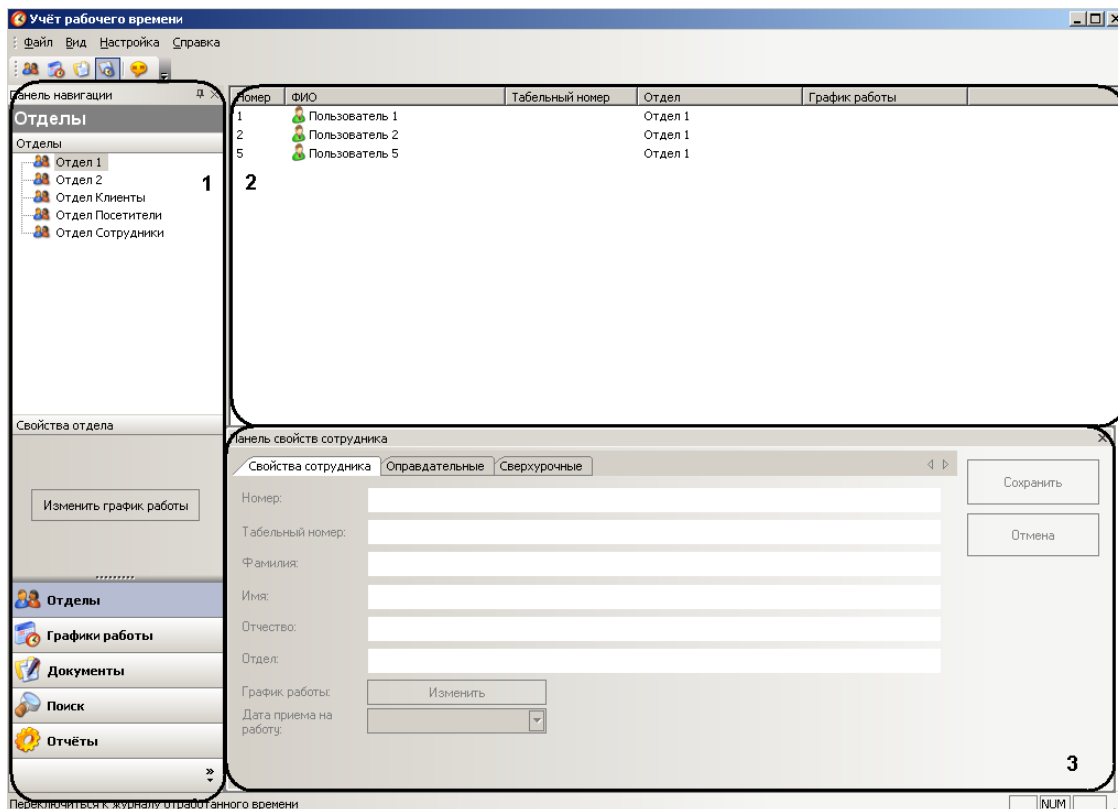 Учёт рабочего времени
Файл Вид Настройка Справка
Панель навигации
Отделы
Отделы
Отдел 1
Отдел 2
Отдел Клиенты
Отдел Посетители
Отдел Сотрудники
1
Номер ФИО Табельный номер Отдел График работы
1 Пользователь 1 Отдел 1
2 Пользователь 2 Отдел 1
5 Пользователь 5 Отдел 1
2
Свойства отдела
Изменить график работы
Отделы
Графики работы
Документы
Поиск
Отчёты
Панель свойств сотрудника
Свойства сотрудника Оправдательные Сверхурочные
Номер:
Табельный номер:
Фамилия:
Имя:
Отчество:
Отдел:
График работы: Изменить
Дата приема на
работу:
Сохранить
Отмена
3
Переключиться к журналу отработанного времени
NUM